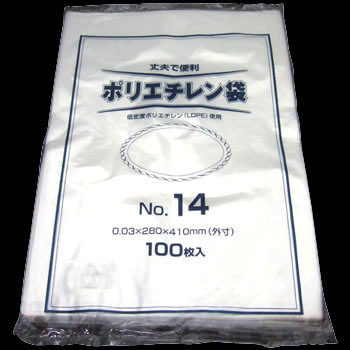 丈夫で便利
ポリエチレン袋
低密度ポリエチレン(LDPE)使用
No.14
0.03×280×410mm(外寸)
100枚入